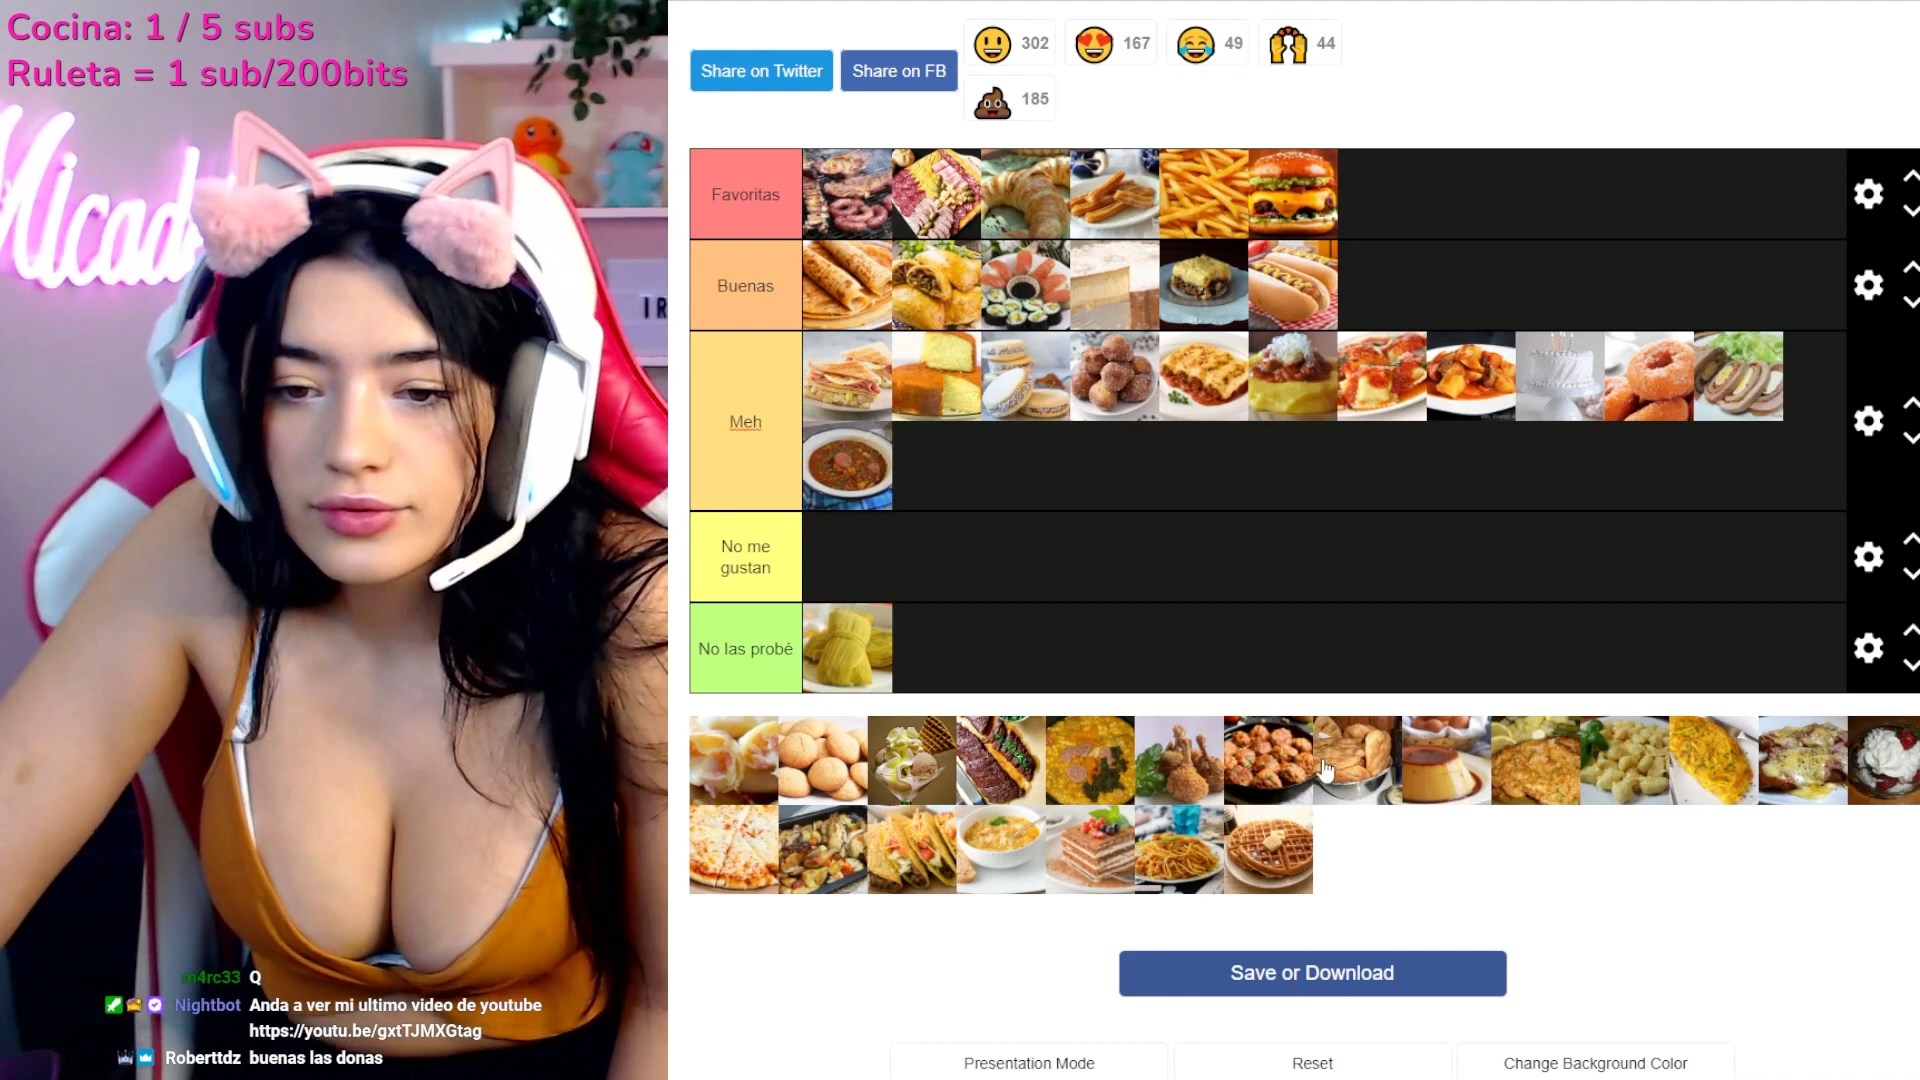 Cocina: 1 / 5 subs
Ruleta = 1 sub/200bits
Share on Twitter
Share on FB
302
167
49
44
185
Favoritas
Buenas
Meh
No me
gustan
No las probé
m4rc33 Q
Nightbot Anda a ver mi ultimo video de youtube
https://youtu.be/gxtTJMXGtag
Roberttdz buenas las donas
Save or Download
Presentation Mode
Reset
Change Background Color